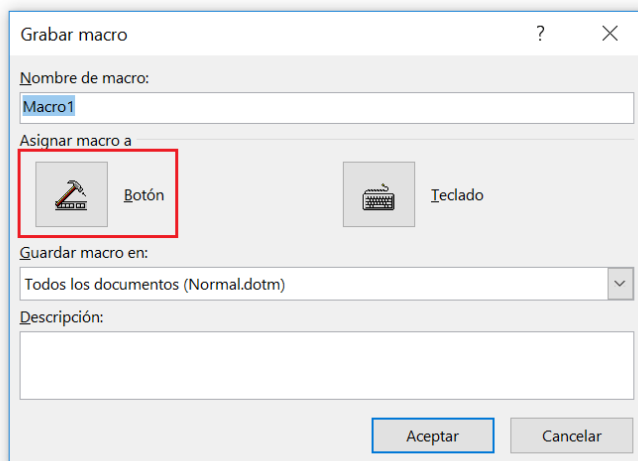 Grabar macro
?
Nombre de macro:
Macro1
Asignar macro a
Botón
Teclado
Guardar macro en:
Todos los documentos (Normal.dotm)
Descripción:
Aceptar
Cancelar